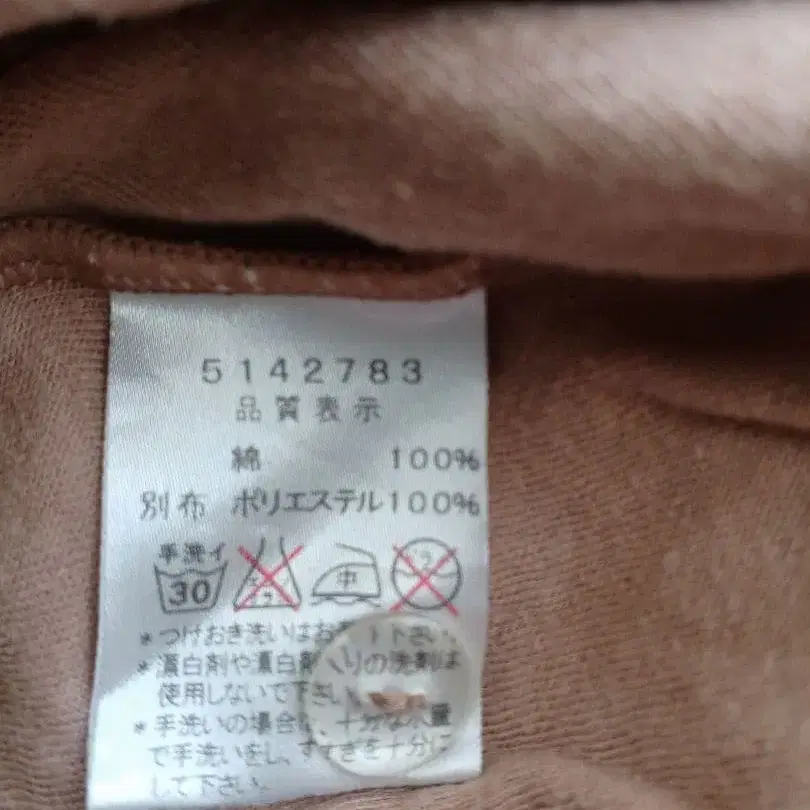 5142783
品質表示
綿 100%
別布 ポリエステル100%
手洗イ
30 中
*つけおき洗いはお 下さい。
*漂白剤や漂白剤 りの洗剤は
使用しないで下さい
*手洗いの場合は、十分な水量
で手洗いをし、すすぎを十分に
して下さい。